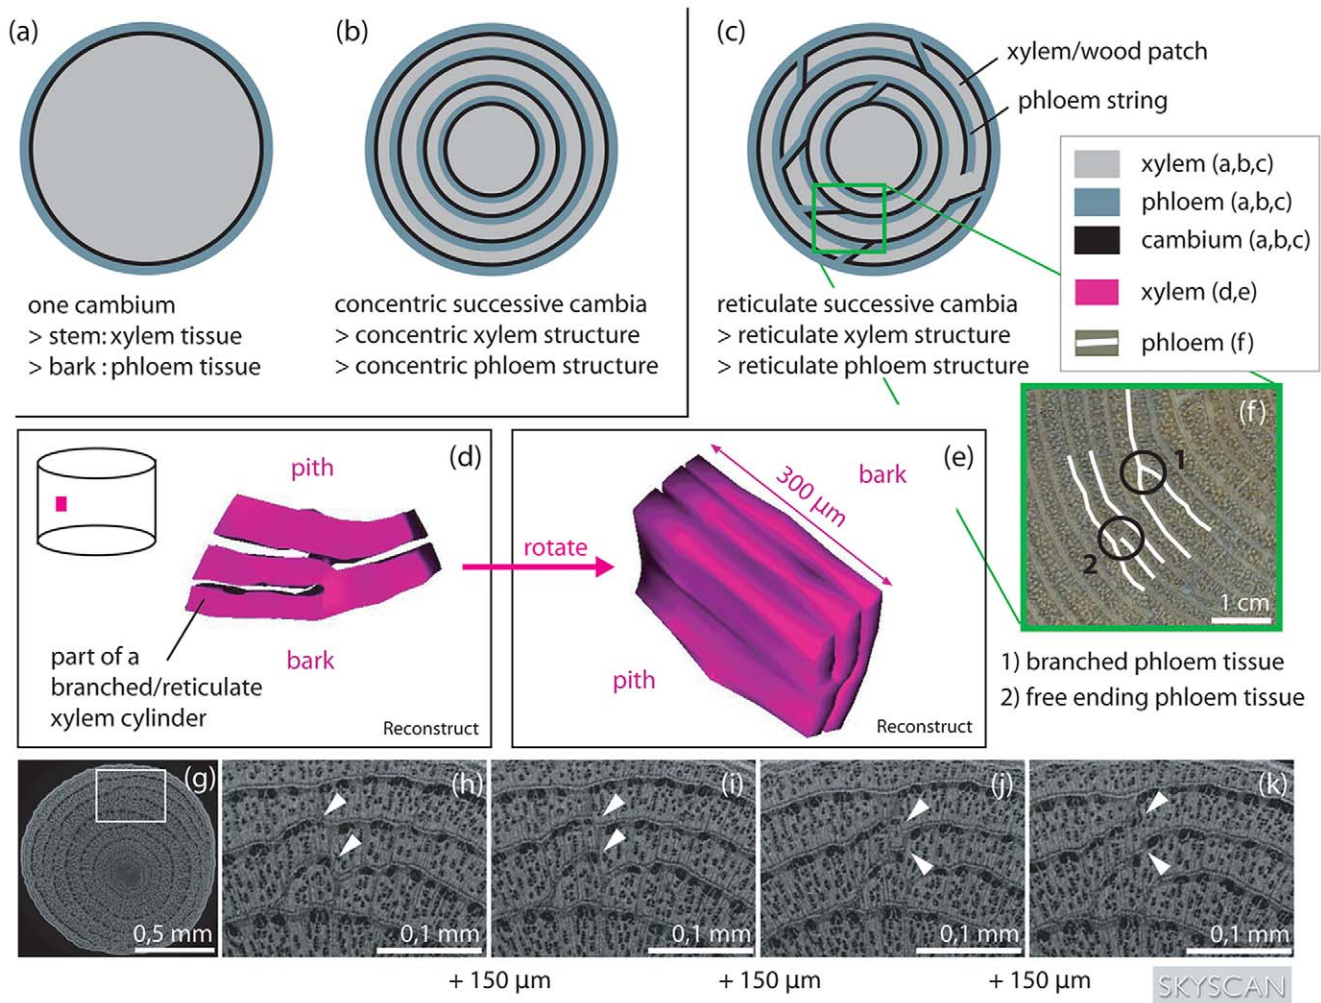 (a)
one cambium
> stem: xylem tissue
> bark : phloem tissue
(b)
concentric successive cambia
> concentric xylem structure
> concentric phloem structure
(c)
xylem/wood patch
phloem string
reticulate successive cambia
> reticulate xylem structure
> reticulate phloem structure
xylem (a,b,c)
phloem (a,b,c)
cambium (a,b,c)
xylem (d,e)
phloem (f)
(d)
pith
bark
part of a
branched/reticulate
xylem cylinder
Reconstruct
rotate
(e)
bark
300 µm
pith
Reconstruct
(f)
1
2
1 cm
1) branched phloem tissue
2) free ending phloem tissue
(g)
0,5 mm
(h)
0,1 mm
(i)
0,1 mm
(j)
0,1 mm
(k)
0,1 mm
+ 150 µm
+ 150 µm
+ 150 µm
SKYSCAN